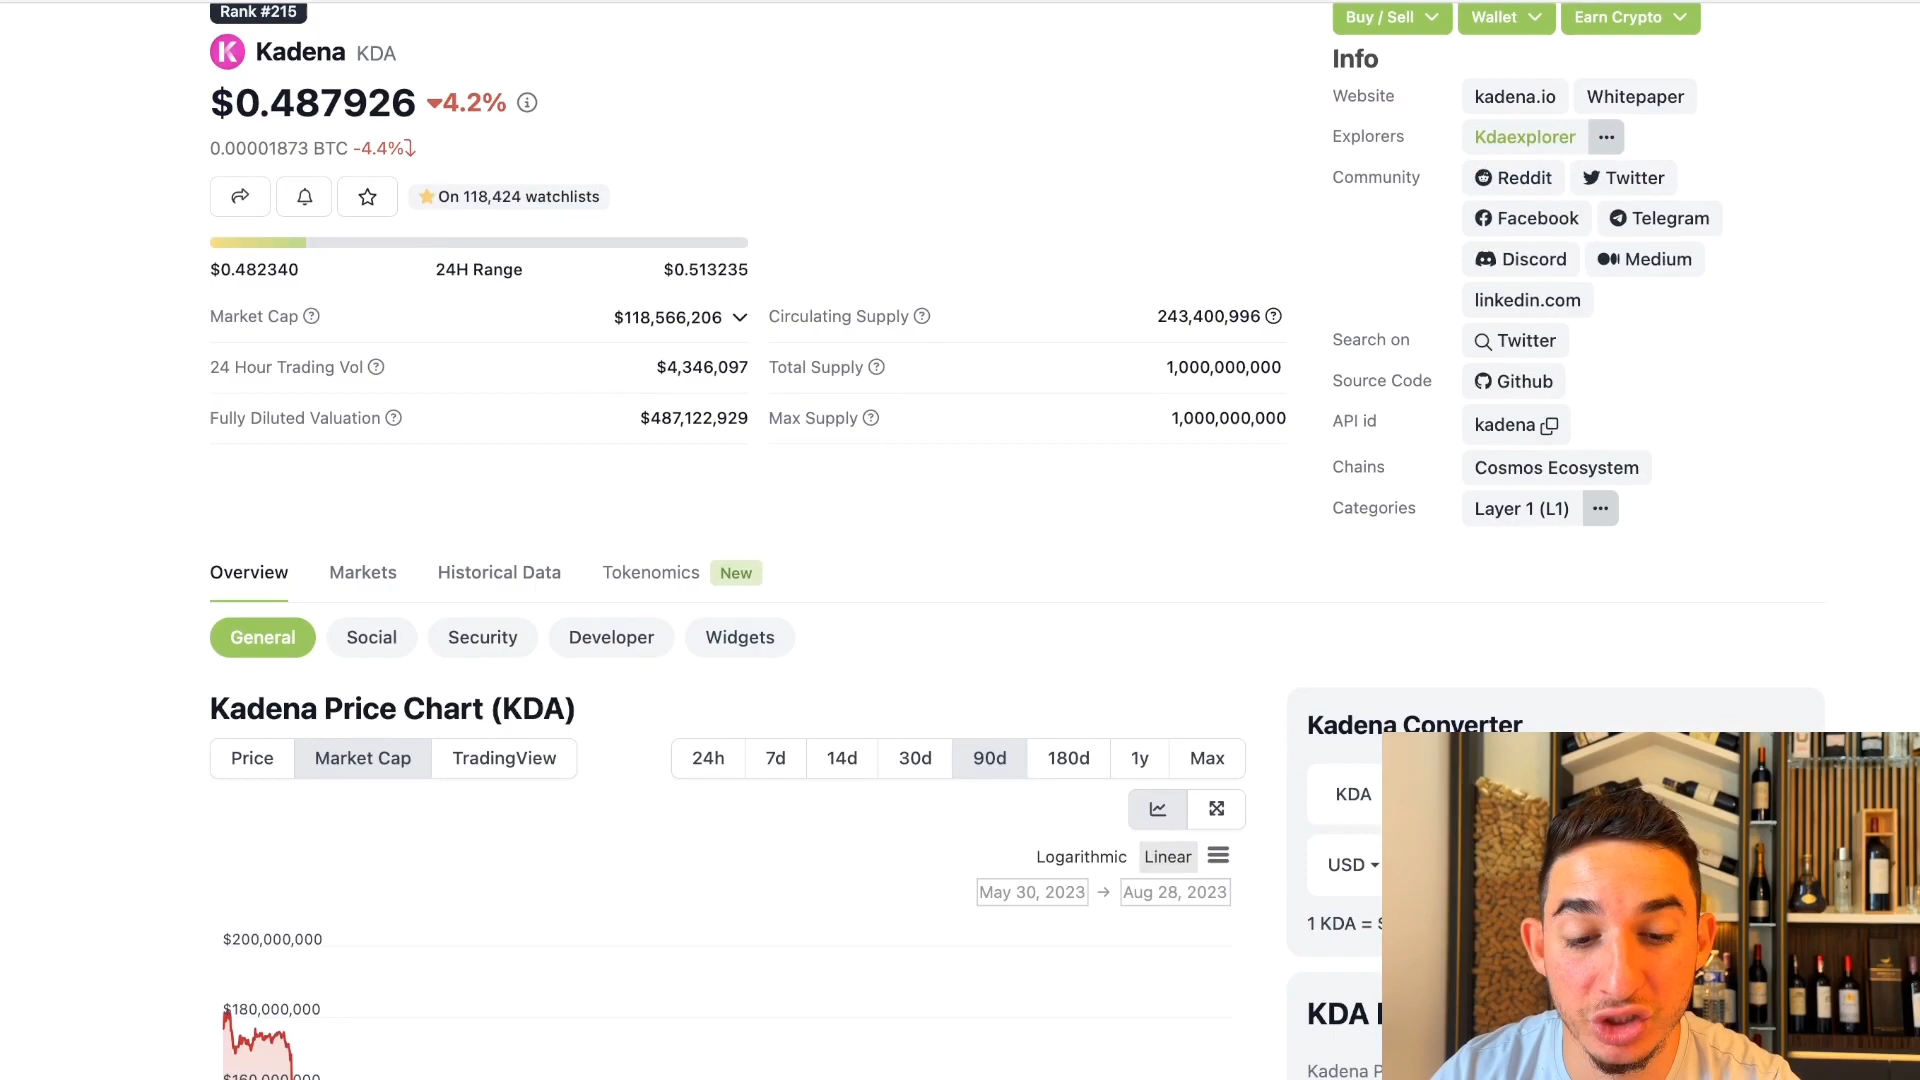 Rank #215
Kadena KDA
$0.487926 4.2%
0.00001873 BTC -4.4%
On 118,424 watchlists
$0.482340 24H Range $0.513235
Market Cap $118,566,206
Circulating Supply 243,400,996
24 Hour Trading Vol $4,346,097
Total Supply 1,000,000,000
Fully Diluted Valuation $487,122,929
Max Supply 1,000,000,000
Buy / Sell Wallet Earn Crypto
Info
Website kadena.io Whitepaper
Explorers Kdaexplorer
Community Reddit Twitter
Facebook Telegram
Discord Medium
linkedin.com
Search on Twitter
Source Code Github
API id kadena
Chains Cosmos Ecosystem
Categories Layer 1 (L1)
Overview Markets Historical Data Tokenomics New
General Social Security Developer Widgets
Kadena Price Chart (KDA)
Price Market Cap TradingView
24h 7d 14d 30d 90d 180d 1y Max
Logarithmic Linear
May 30, 2023 → Aug 28, 2023
$200,000,000
$180,000,000
$160,000,000
Kadena Converter
KDA
USD
1 KDA =
KDA
Kadena